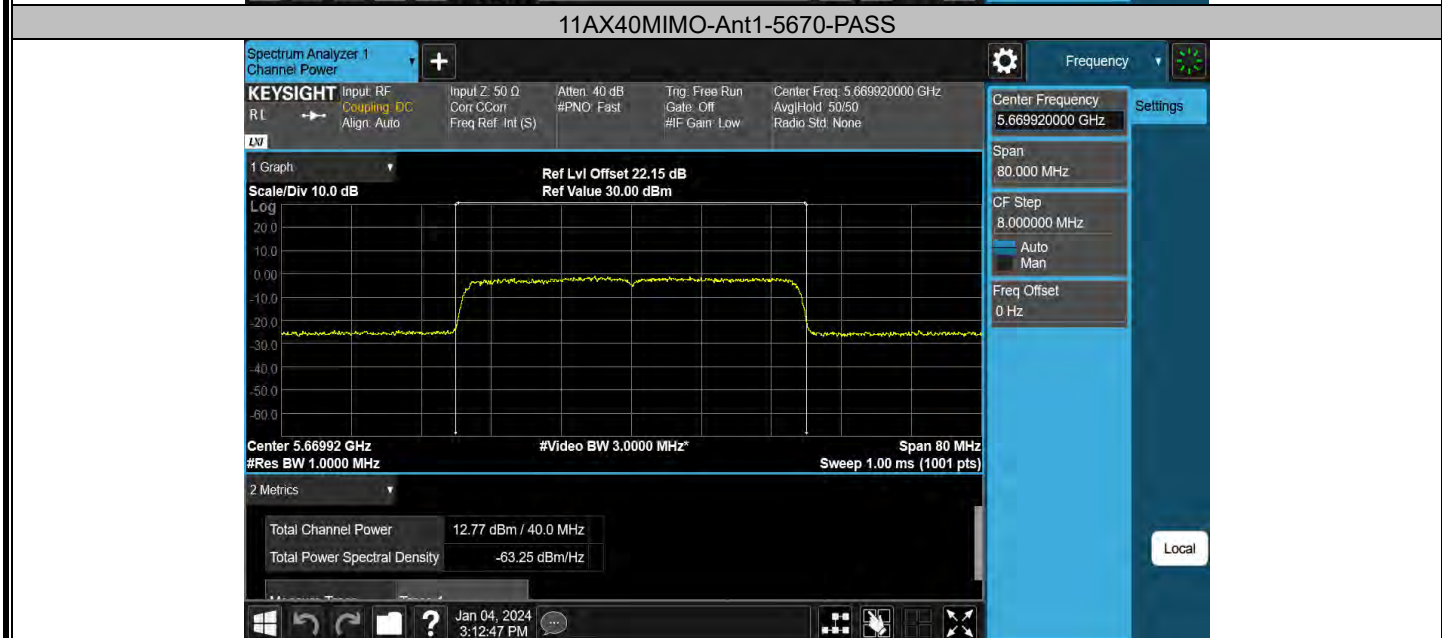 11AX40MIMO-Ant1-5670-PASS
Spectrum Analyzer 1
Channel Power
Frequency
KEYSIGHT
RL
LXI
Input: RF
Coupling: DC
Align: Auto
Input Z: 50 Ω
Corr CCorr
Freq Ref: Int (S)
Atten: 40 dB
#PNO: Fast
Trig: Free Run
Gate: Off
#IF Gain: Low
Center Freq: 5.669920000 GHz
Avg|Hold: 50/50
Radio Std: None
Center Frequency
5.669920000 GHz
Settings
Span
80.000 MHz
CF Step
8.000000 MHz
Auto
Man
Freq Offset
0 Hz
1 Graph
Scale/Div 10.0 dB
Ref Lvl Offset 22.15 dB
Ref Value 30.00 dBm
Log
20.0
10.0
0.00
-10.0
-20.0
-30.0
-40.0
-50.0
-60.0
Center 5.66992 GHz
#Video BW 3.0000 MHz*
Span 80 MHz
#Res BW 1.0000 MHz
Sweep 1.00 ms (1001 pts)
2 Metrics
Total Channel Power 12.77 dBm / 40.0 MHz
Total Power Spectral Density -63.25 dBm/Hz
Local
Jan 04, 2024
3:12:47 PM